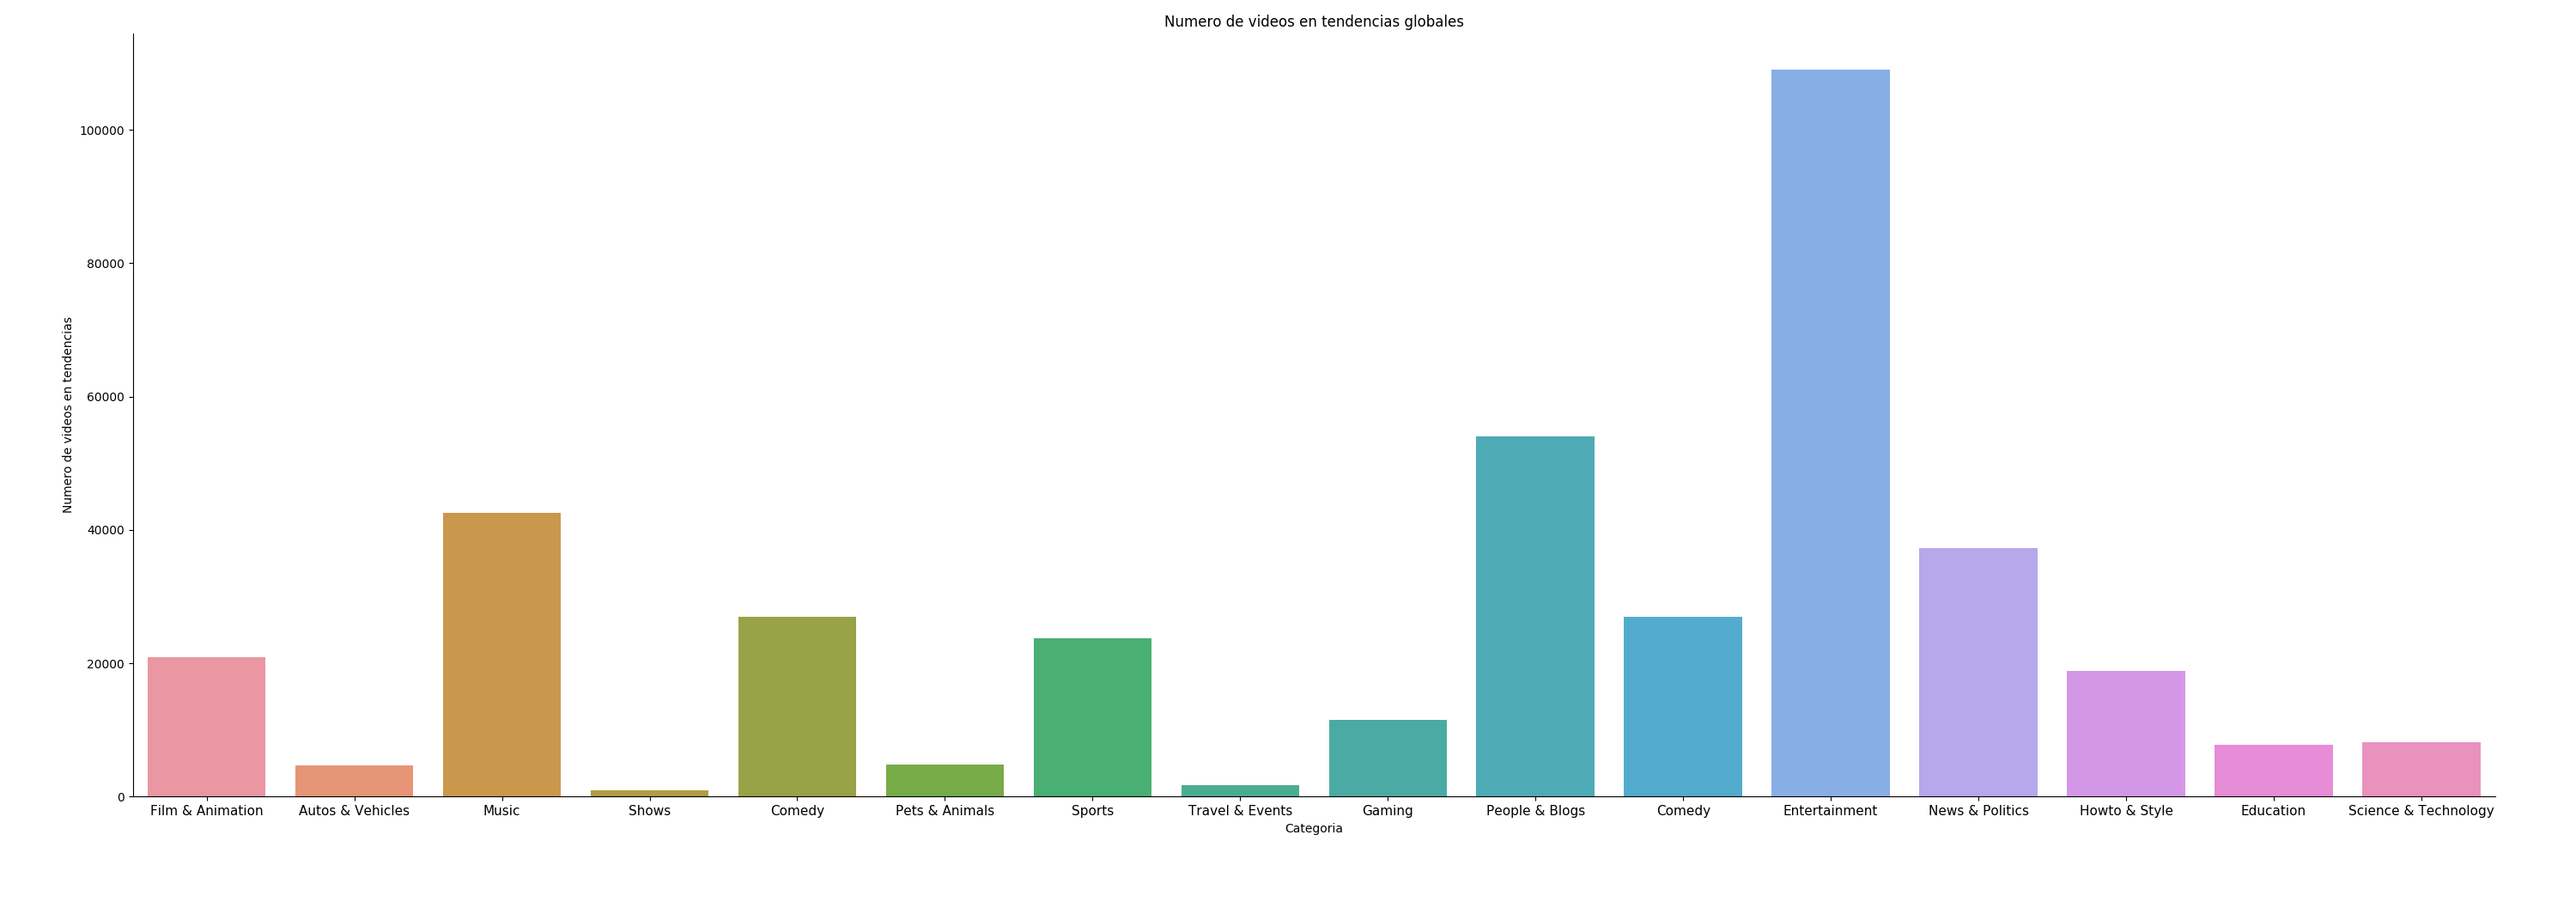 Numero de videos en tendencias globales
Numero de videos en tendencias
100000
80000
60000
40000
20000
0
Film & Animation Autos & Vehicles Music Shows Comedy Pets & Animals Sports Travel & Events Gaming People & Blogs Comedy Entertainment News & Politics Howto & Style Education Science & Technology
Categoria